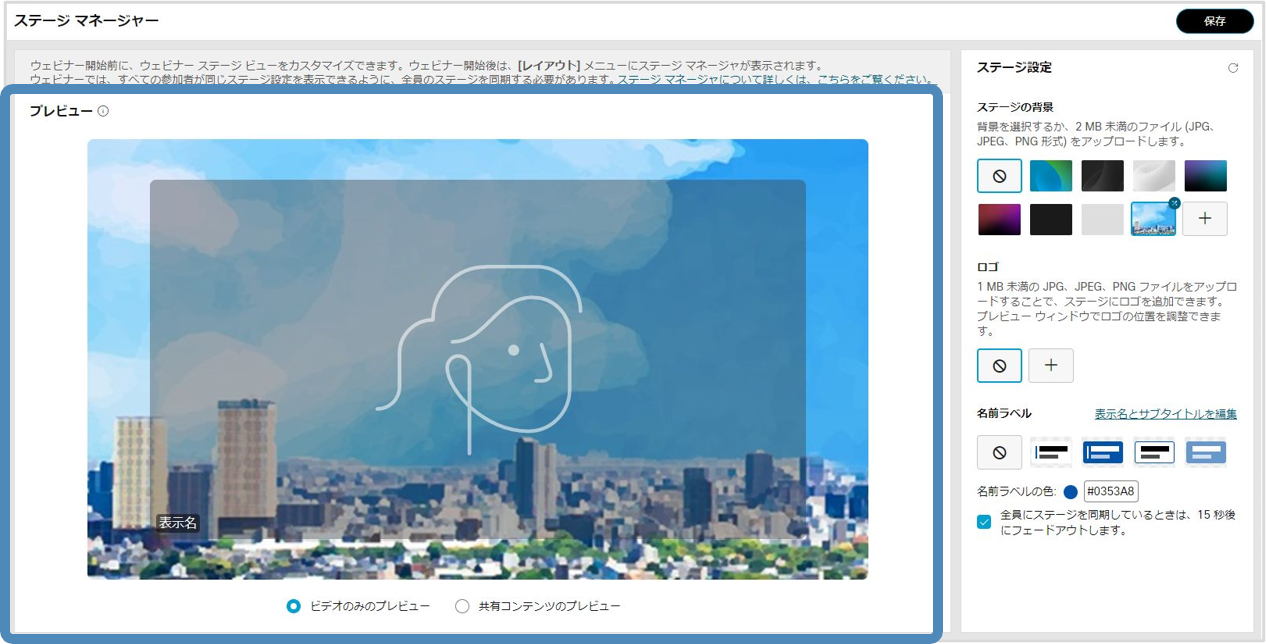 ステージ マネージャー
保存
ウェビナー開始前に、ウェビナー ステージ ビューをカスタマイズできます。ウェビナー開始後は、[レイアウト] メニューにステージ マネージャが表示されます。
ウェビナーでは、すべての参加者が同じステージ設定を表示できるように、全員のステージを同期する必要があります。ステージ マネージャについて詳しくは、こちらをご覧ください。
プレビュー
表示名
ビデオのみのプレビュー
共有コンテンツのプレビュー
ステージ設定
ステージの背景
背景を選択するか、2 MB 未満のファイル (JPG、
JPEG、PNG 形式) をアップロードします。
ロゴ
1 MB 未満の JPG、JPEG、PNG ファイルをアップロ
ードすることで、ステージにロゴを追加できます。
プレビュー ウィンドウでロゴの位置を調整できま
す。
名前ラベル
表示名とサブタイトルを編集
名前ラベルの色:
#0353A8
全員にステージを同期しているときは、15 秒後
にフェードアウトします。